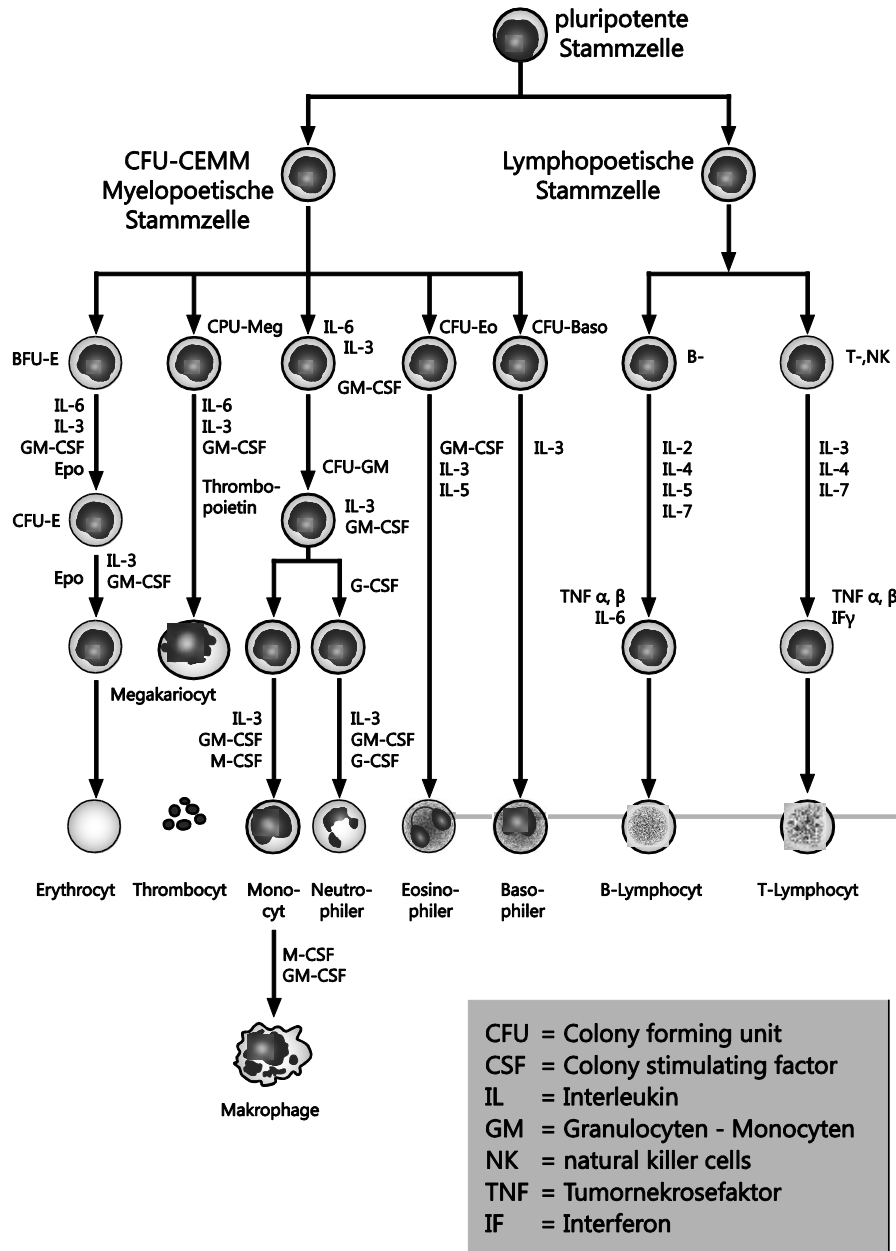 pluripotente
Stammzelle
CFU-CEMM
Myelopoetische
Stammzelle
Lymphopoetische
Stammzelle
BFU-E
CPU-Meg
IL-6
IL-3
GM-CSF
CFU-Eo
CFU-Baso
B-
T-,NK
IL-6
IL-3
GM-CSF
Epo
IL-6
IL-3
GM-CSF
Thrombo-
poietin
CFU-GM
IL-3
GM-CSF
GM-CSF
IL-3
IL-5
IL-3
IL-2
IL-4
IL-5
IL-7
IL-3
IL-4
IL-7
CFU-E
Epo
IL-3
GM-CSF
G-CSF
TNF α, β
IL-6
TNF α, β
IFγ
Megakariocyt
IL-3
GM-CSF
M-CSF
IL-3
GM-CSF
G-CSF
Erythrocyt
Thrombocyt
Mono-
cyt
Neutro-
philer
Eosino-
philer
Baso-
philer
B-Lymphocyt
T-Lymphocyt
M-CSF
GM-CSF
Makrophage
CFU = Colony forming unit
CSF = Colony stimulating factor
IL = Interleukin
GM = Granulocyten - Monocyten
NK = natural killer cells
TNF = Tumornekrosefaktor
IF = Interferon